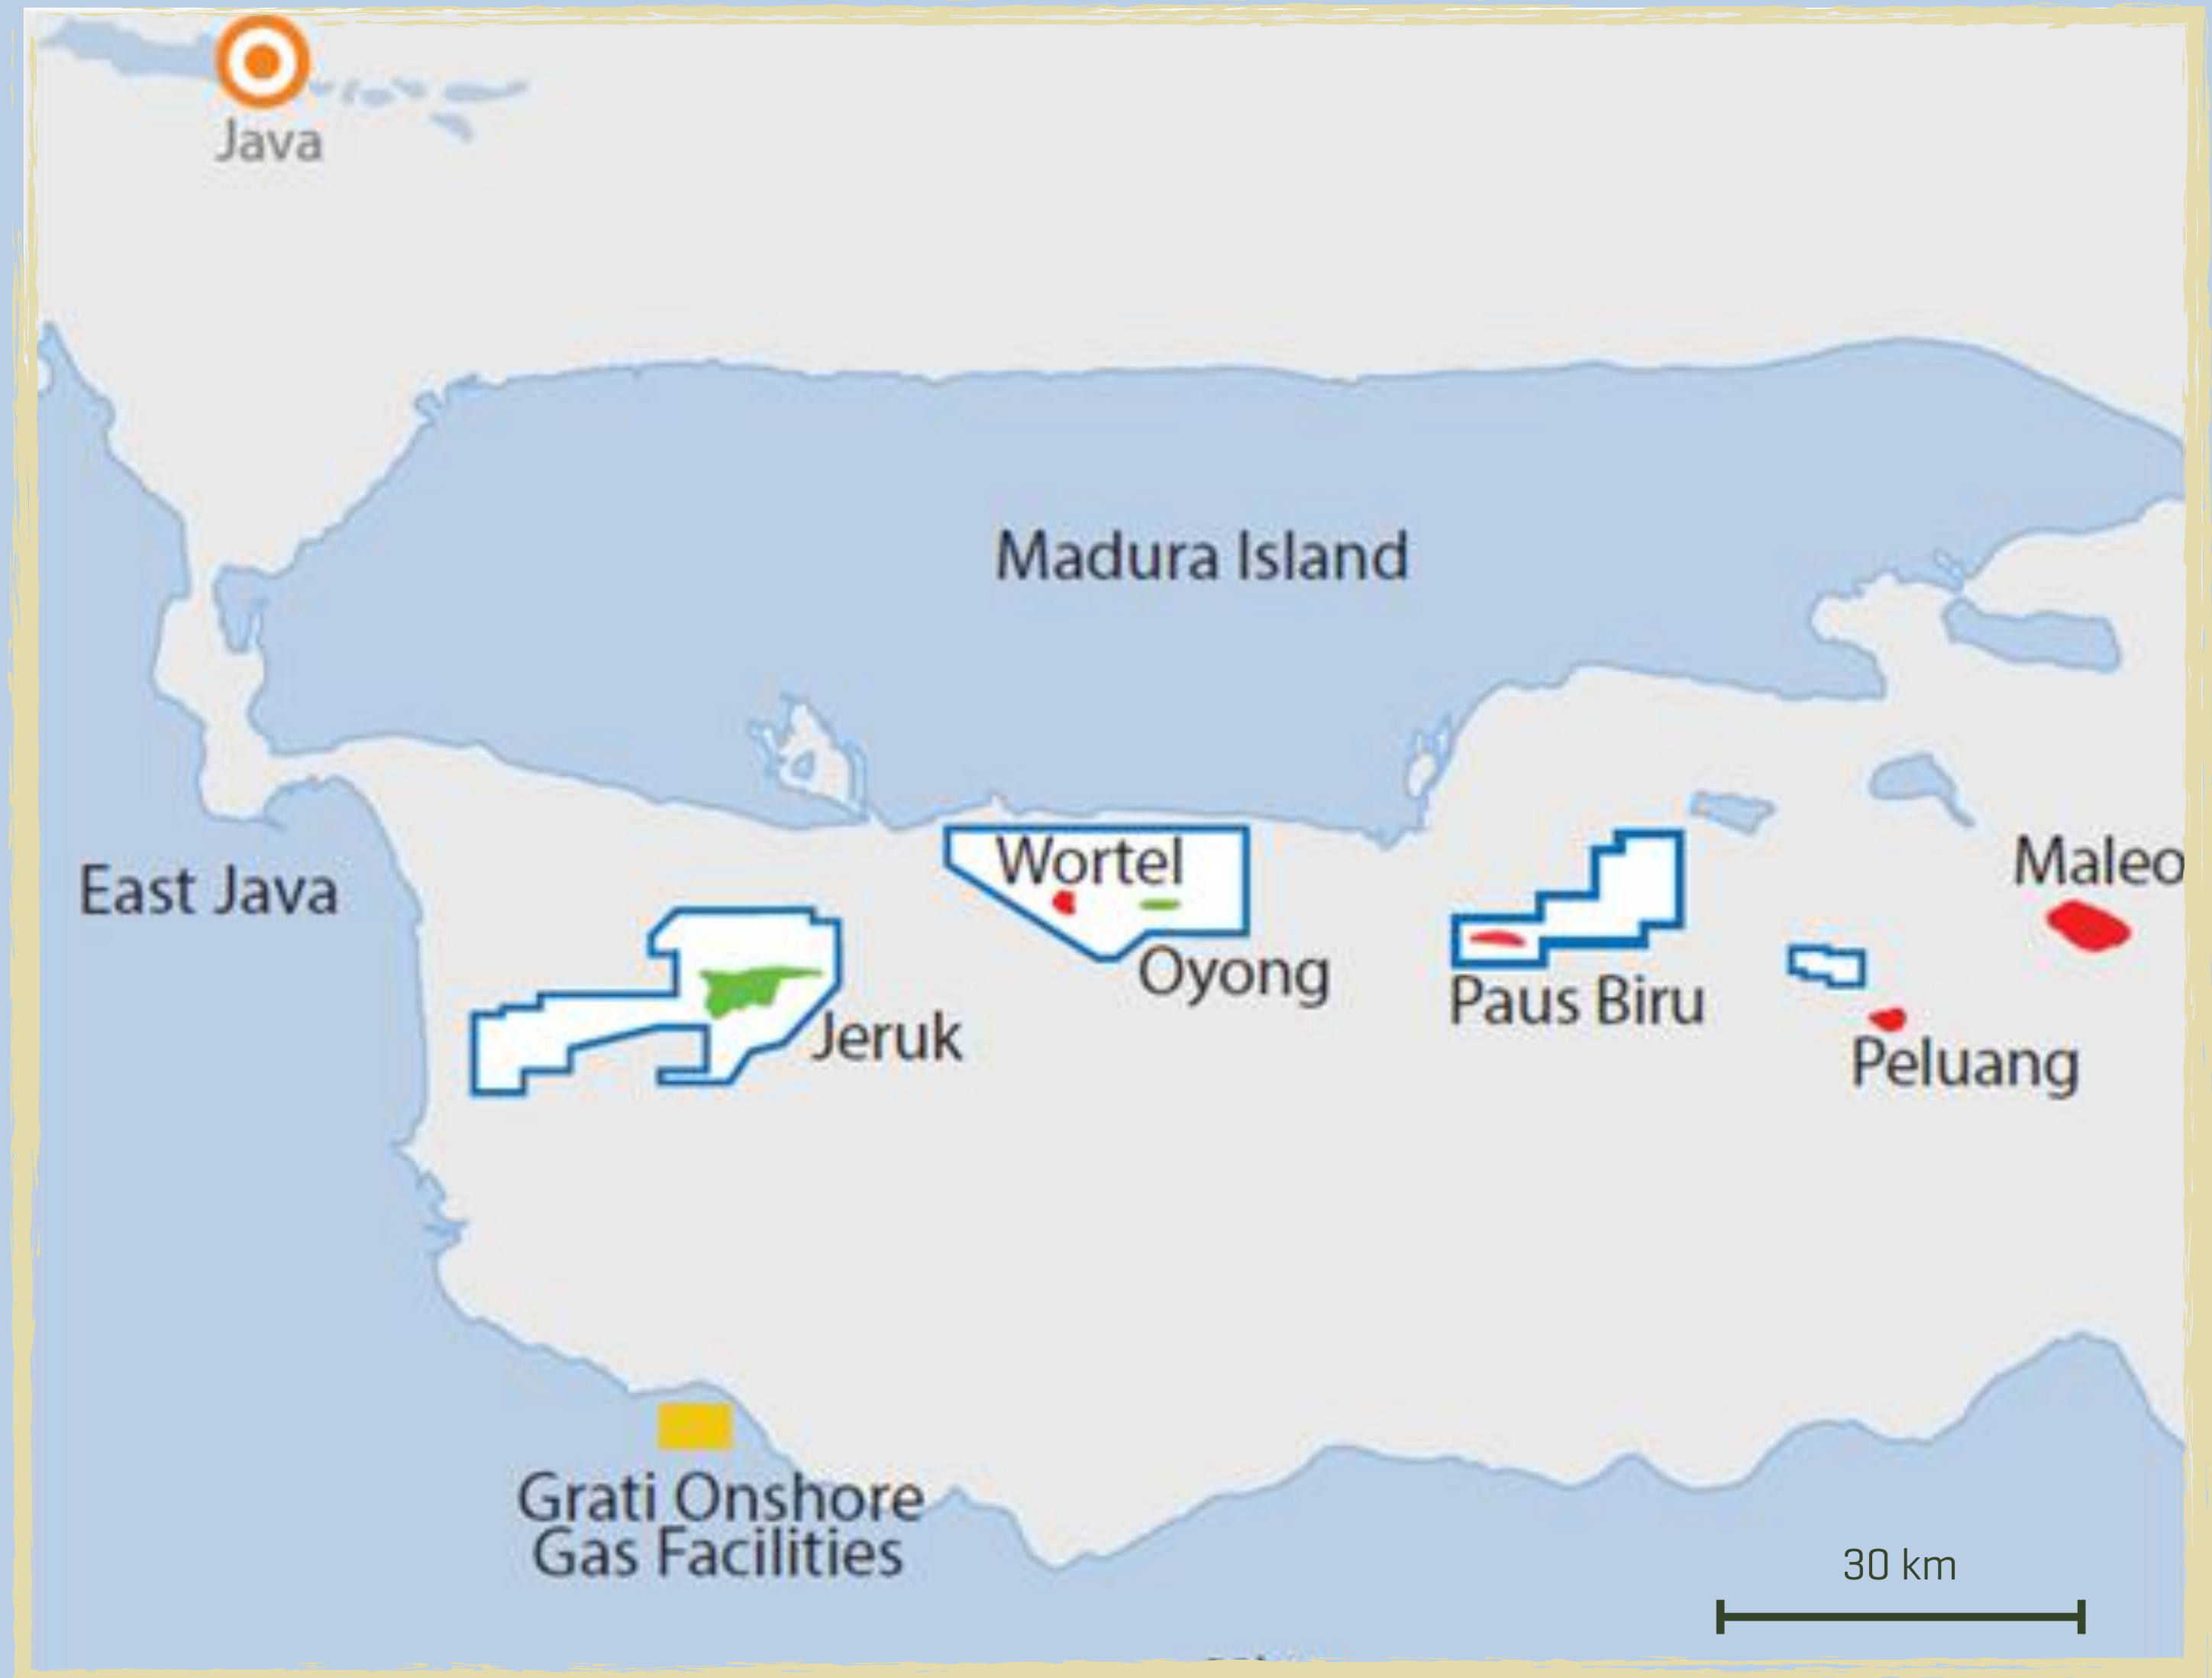 Java
Madura Island
East Java
Wortel
Maleo
Oyong
Paus Biru
Jeruk
Peluang
Grati Onshore
Gas Facilities
30 km